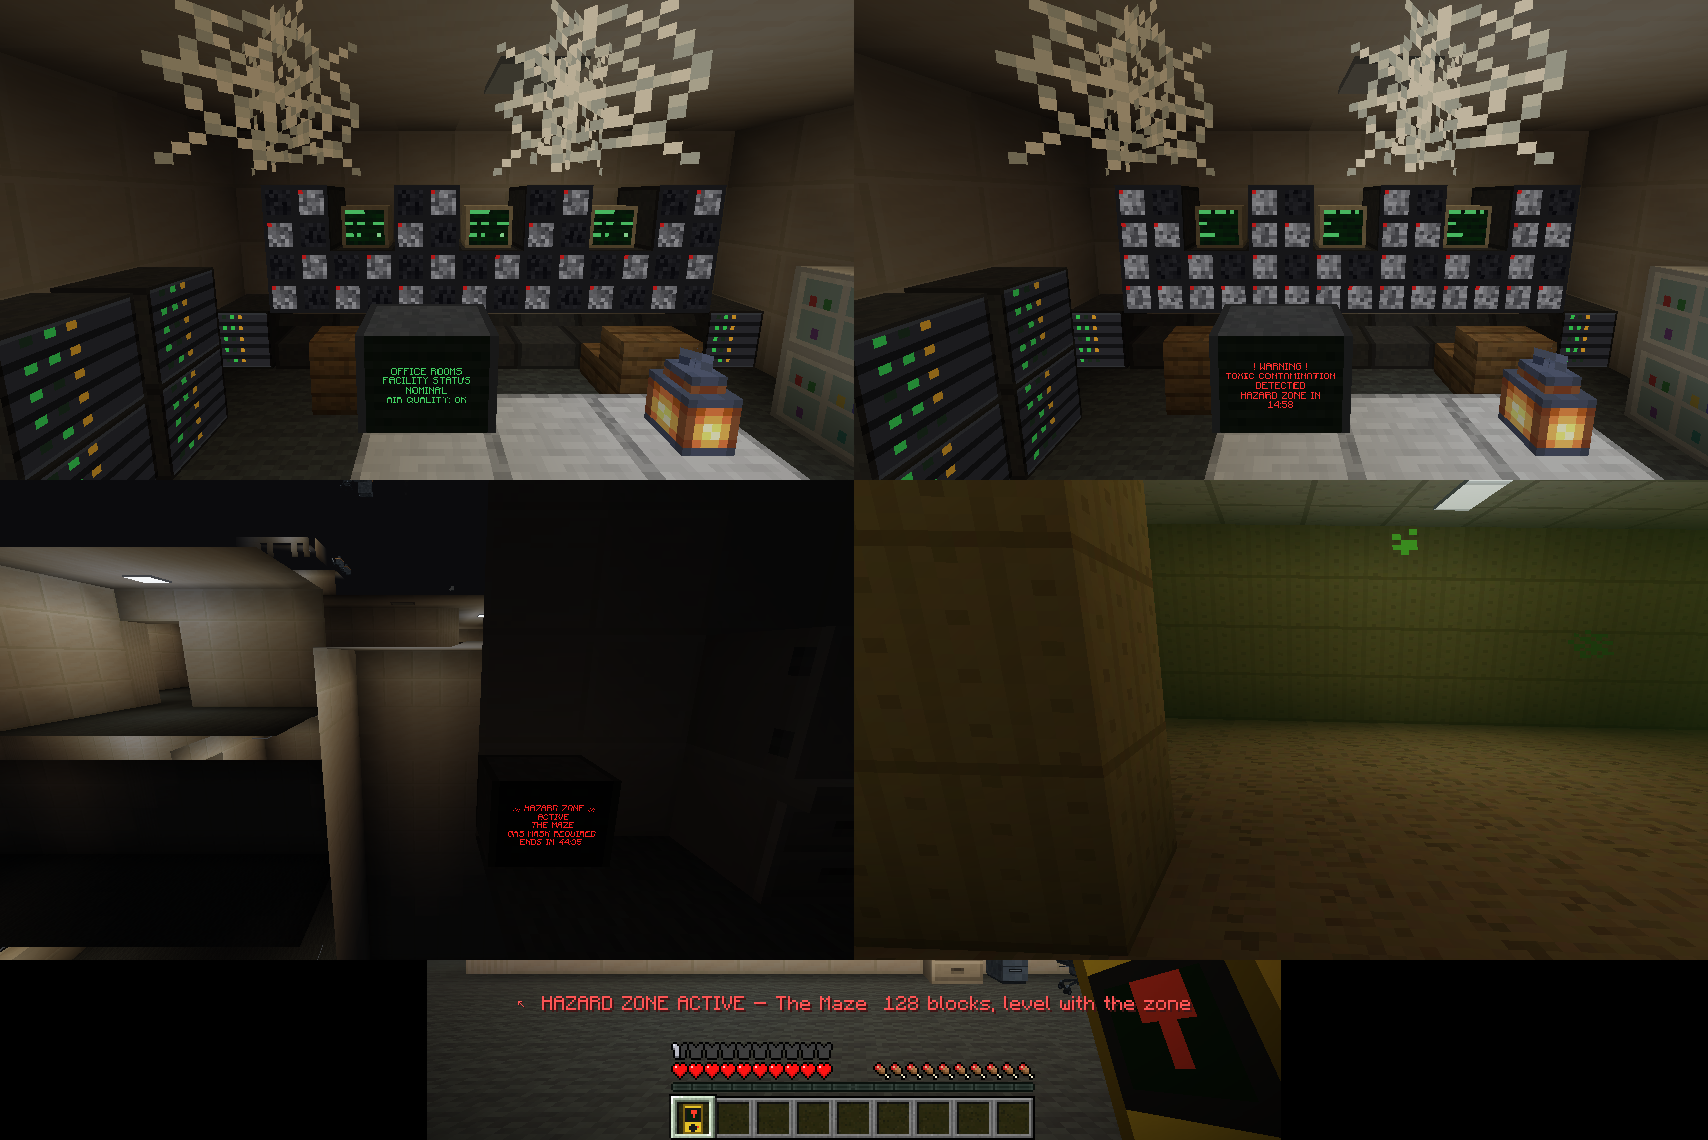 OFFICE ROOMS
FACILITY STATUS
NOMINAL
AIR QUALITY: OK
! WARNING !
TOXIC CONTAMINATION
DETECTED
HAZARD ZONE IN
14:58
HAZARD ZONE
ACTIVE
THE MAZE
GAS MASK REQUIRED
ENDS IN 44:05
HAZARD ZONE ACTIVE — The Maze 128 blocks, level with the zone